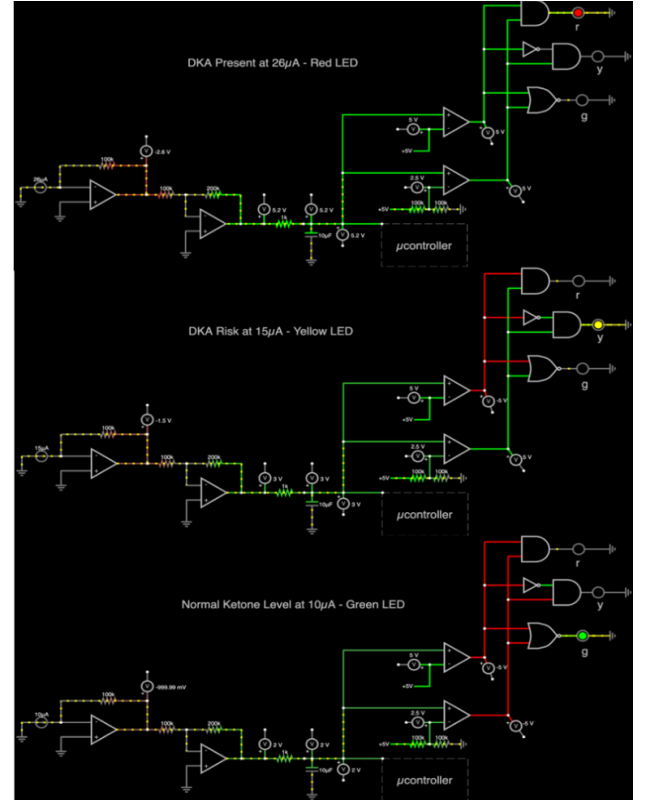 r
DKA Present at 26µA - Red LED
y
g
5 V
5 V
+5V
-2.6 V
100k
26µA
2.5 V
100k
200k
5 V
5.2 V
5.2 V
+5V
100k
100k
1k
10µF
5.2 V
µcontroller
r
DKA Risk at 15µA - Yellow LED
y
g
5 V
-5 V
+5V
-1.5 V
100k
15µA
2.5 V
100k
200k
5 V
3 V
3 V
+5V
100k
100k
1k
10µF
3 V
µcontroller
r
Normal Ketone Level at 10µA - Green LED
y
g
5 V
-5 V
+5V
-999.99 mV
100k
10µA
2.5 V
100k
200k
-5 V
2 V
2 V
+5V
100k
100k
1k
10µF
2 V
µcontroller